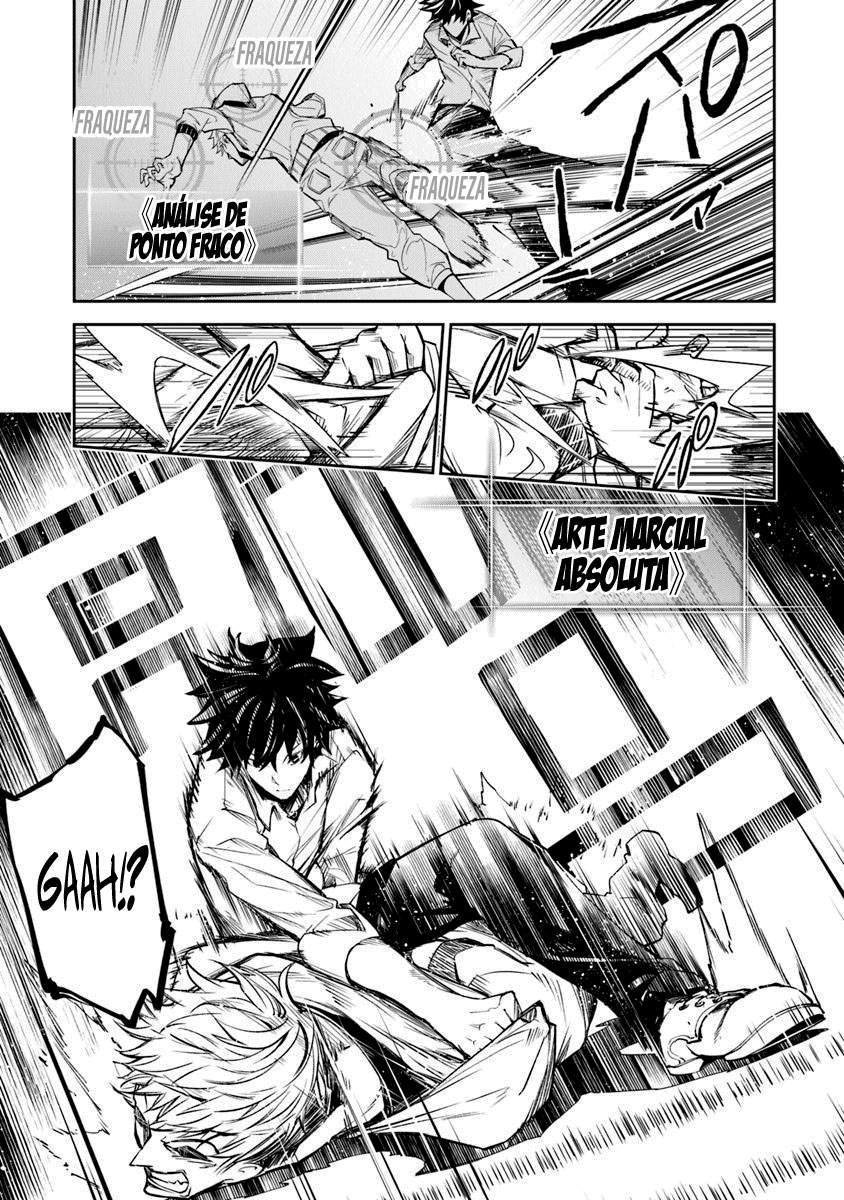 FRAQUEZA
FRAQUEZA
FRAQUEZA
《ANÁLISE DE
PONTO FRACO》
《ARTE MARCIAL
ABSOLUTA》
GAAH!?